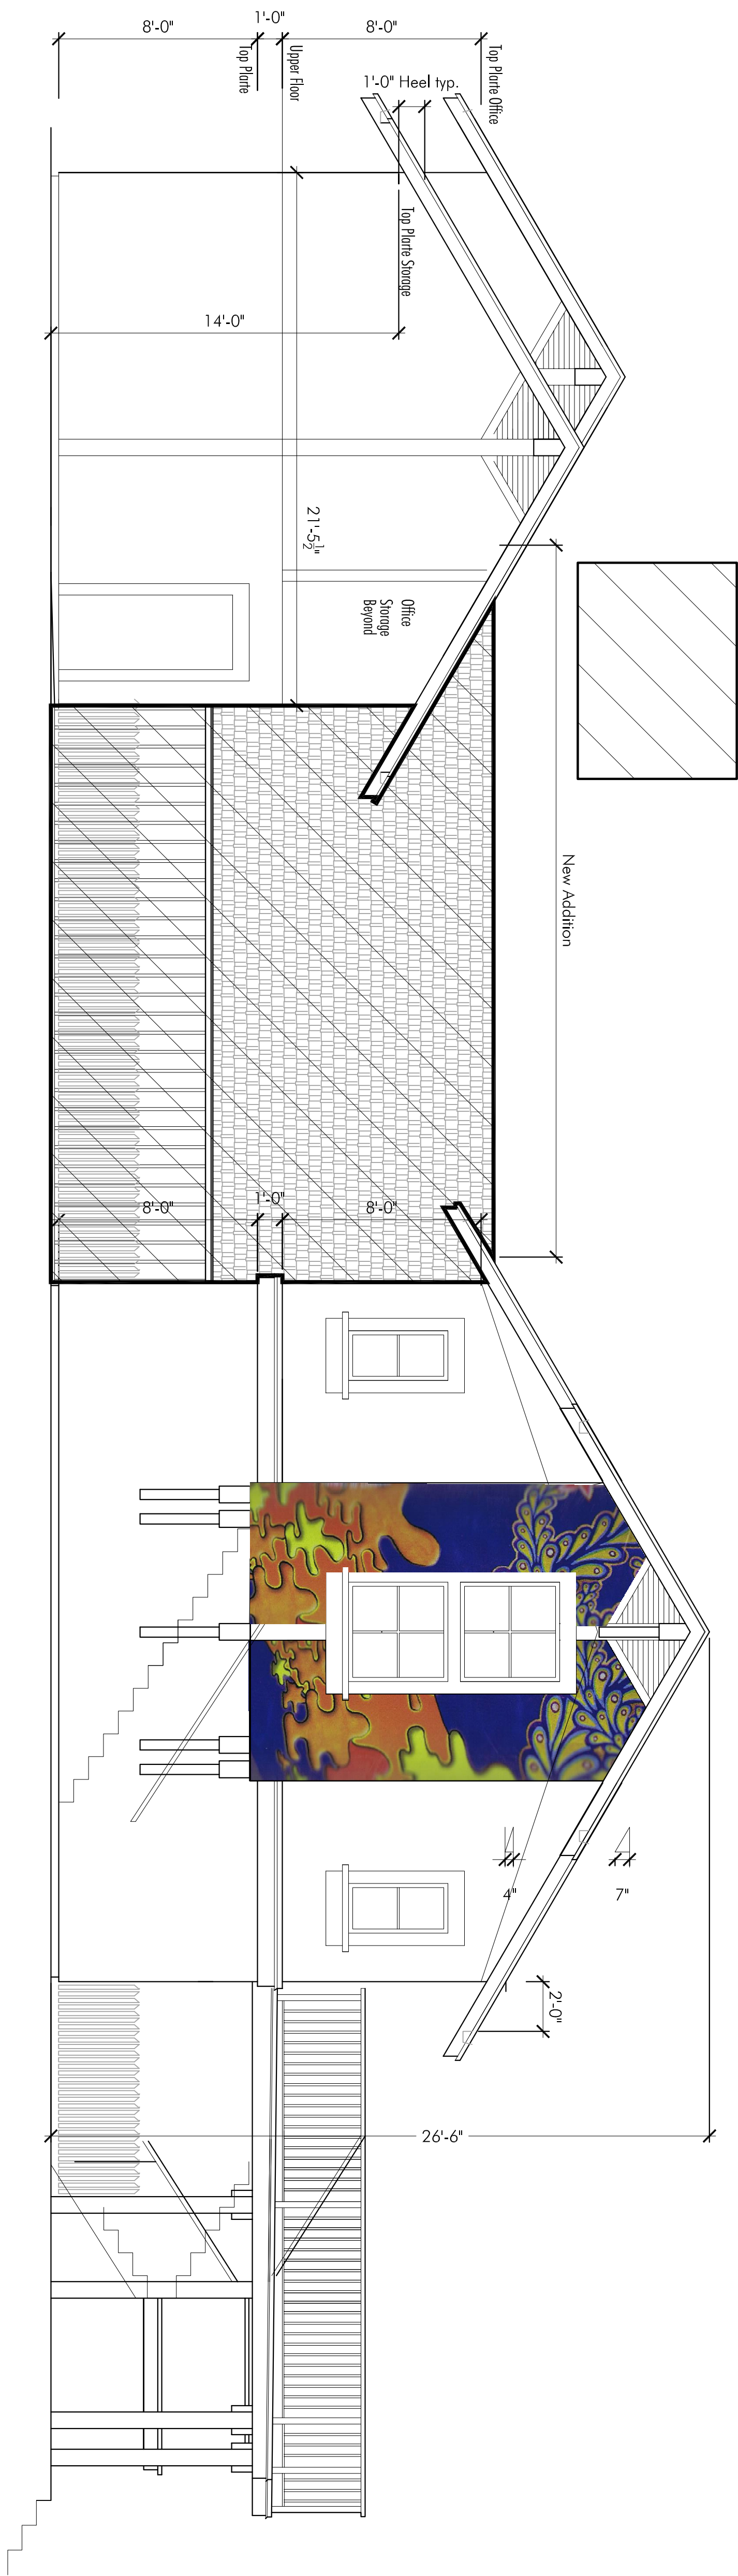 8'-0"
1'-0"
8'-0"
Top Plarte
Upper Floor
Top Plarte Office
1'-0" Heel typ.
Top Plarte Storage
14'-0"
21'-5½"
Office
Storage
Beyond
New Addition
8'-0"
1'-0"
8'-0"
4"
7"
2'-0"
26'-6"